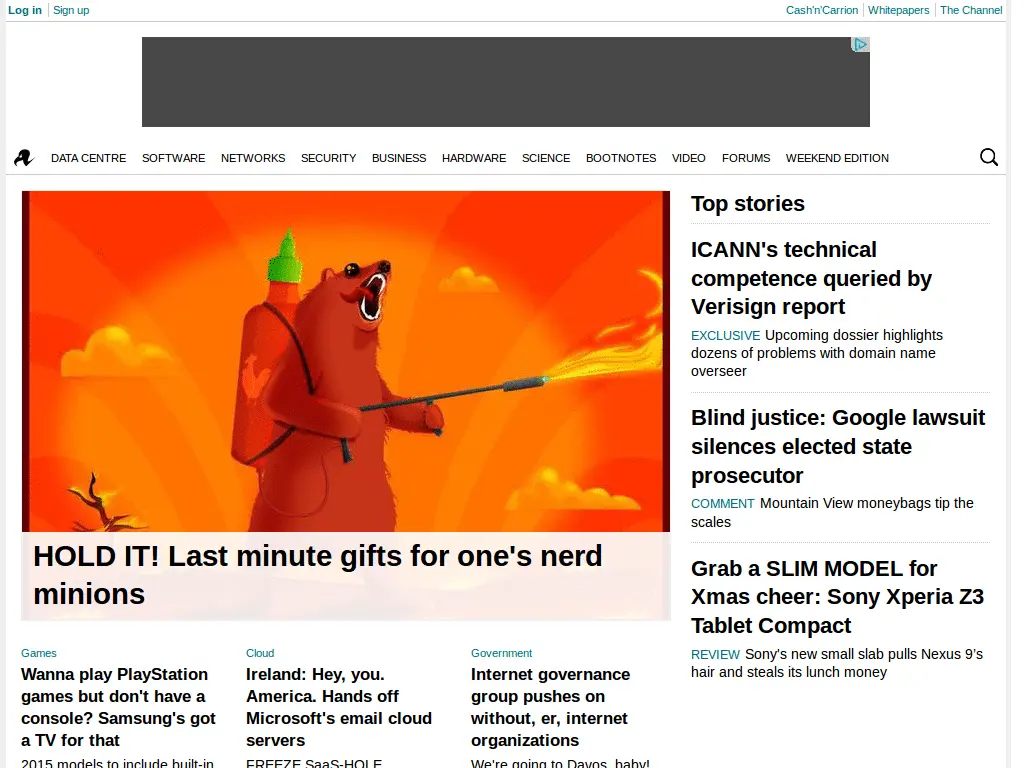 Log in Sign up Cash'n'Carrion Whitepapers The Channel
DATA CENTRE SOFTWARE NETWORKS SECURITY BUSINESS HARDWARE SCIENCE BOOTNOTES VIDEO FORUMS WEEKEND EDITION
HOLD IT! Last minute gifts for one's nerd
minions
Top stories
ICANN's technical
competence queried by
Verisign report
EXCLUSIVE Upcoming dossier highlights
dozens of problems with domain name
overseer
Blind justice: Google lawsuit
silences elected state
prosecutor
COMMENT Mountain View moneybags tip the
scales
Grab a SLIM MODEL for
Xmas cheer: Sony Xperia Z3
Tablet Compact
REVIEW Sony's new small slab pulls Nexus 9's
hair and steals its lunch money
Games
Wanna play PlayStation
games but don't have a
console? Samsung's got
a TV for that
2015 models to include built-in
Cloud
Ireland: Hey, you.
America. Hands off
Microsoft's email cloud
servers
FREEZE SaaS-HOLE
Government
Internet governance
group pushes on
without, er, internet
organizations
We're going to Davos, baby!